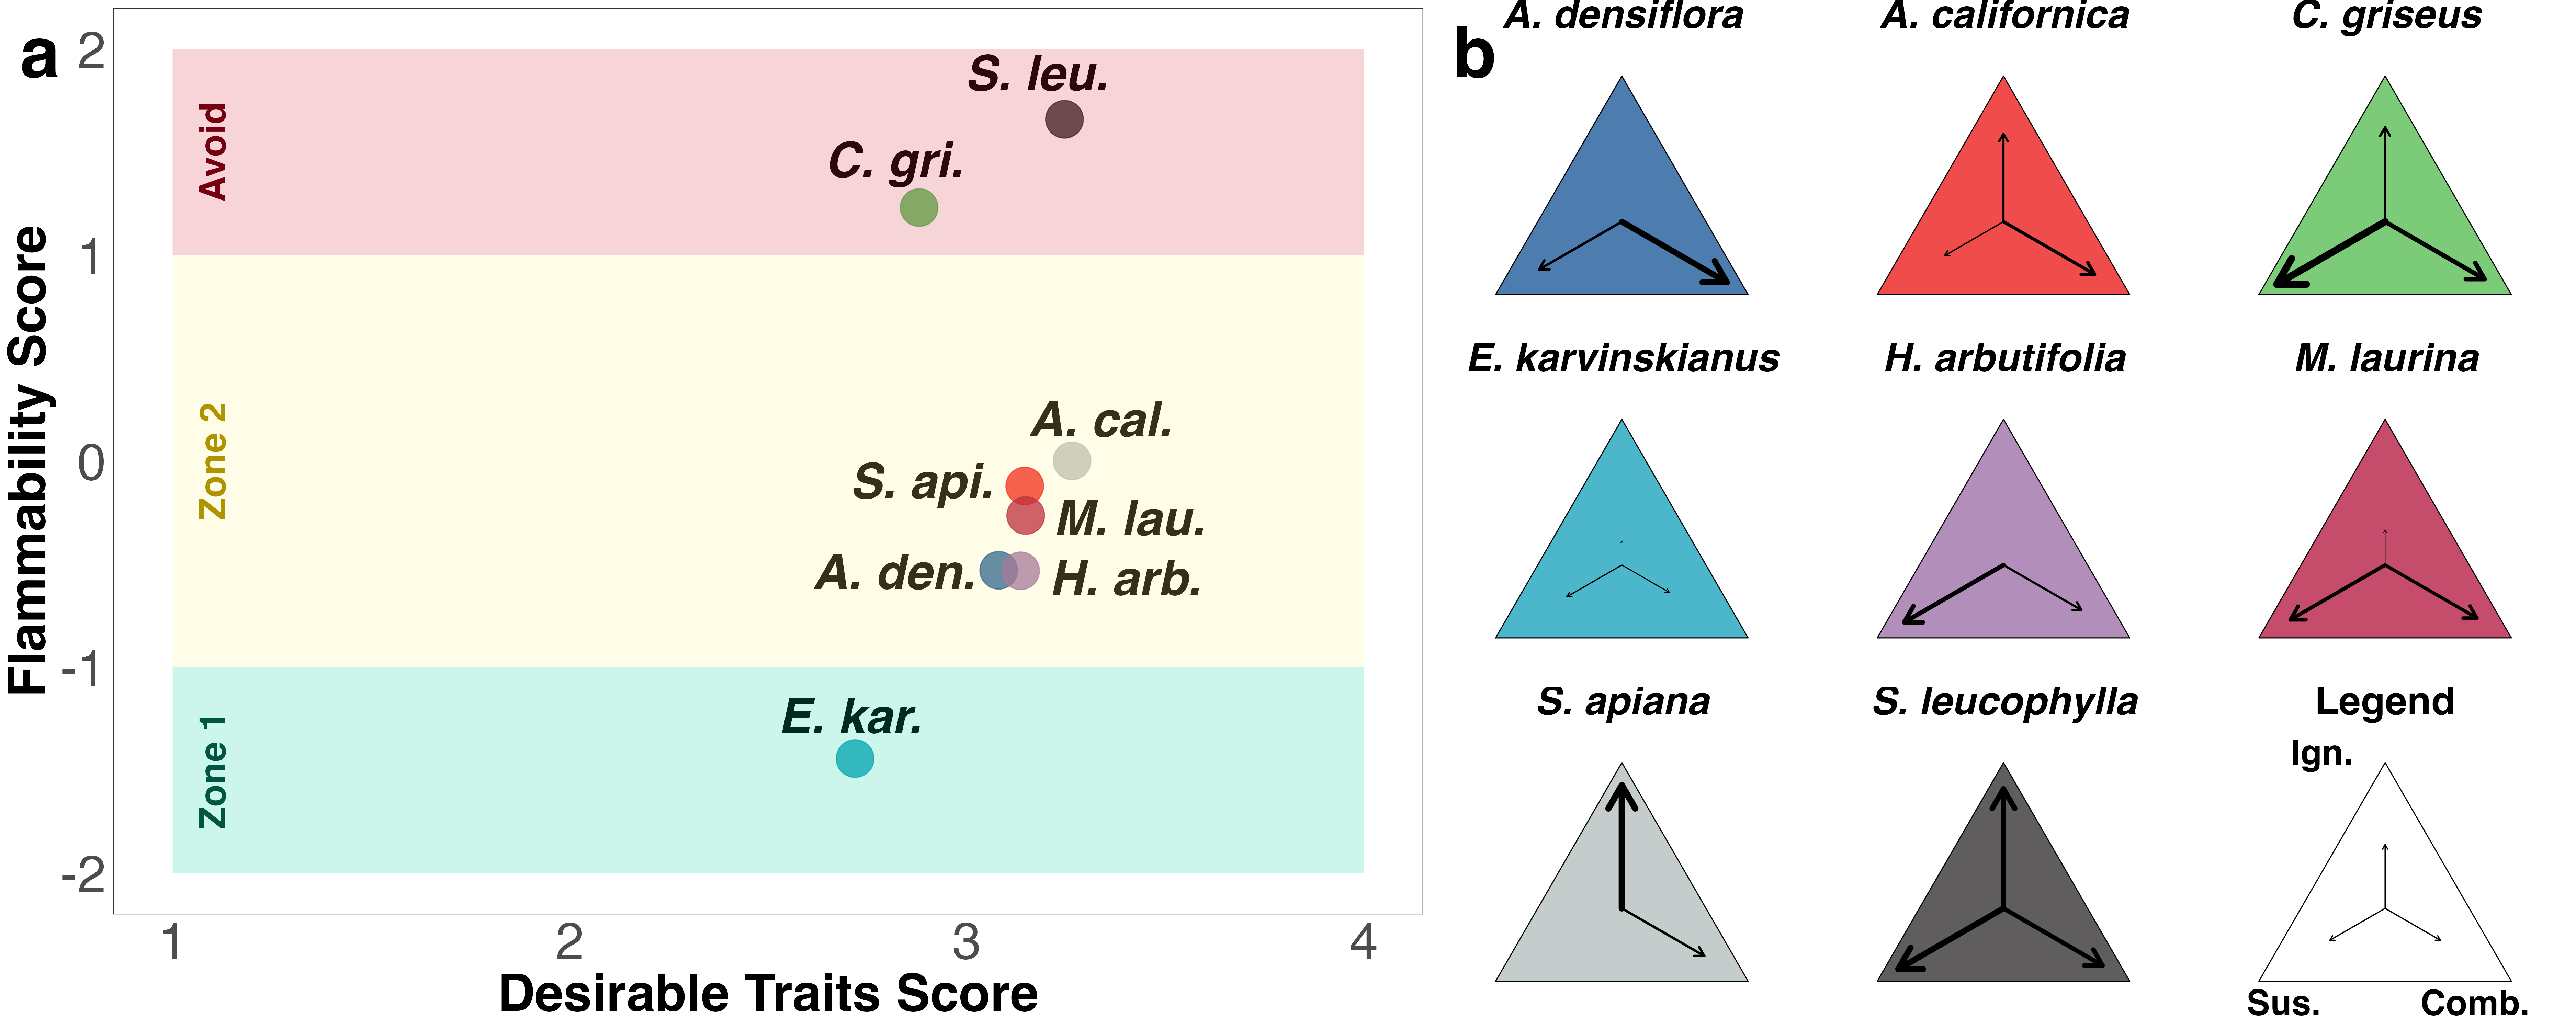 a
Flammability Score
2
1
0
-1
-2
Avoid
Zone 2
Zone 1
S. leu.
C. gri.
A. cal.
S. api.
M. lau.
A. den.
H. arb.
E. kar.
1
2
3
4
Desirable Traits Score
b
A. densiflora
A. californica
C. griseus
E. karvinskianus
H. arbutifolia
M. laurina
S. apiana
S. leucophylla
Legend
Ign.
Sus.
Comb.